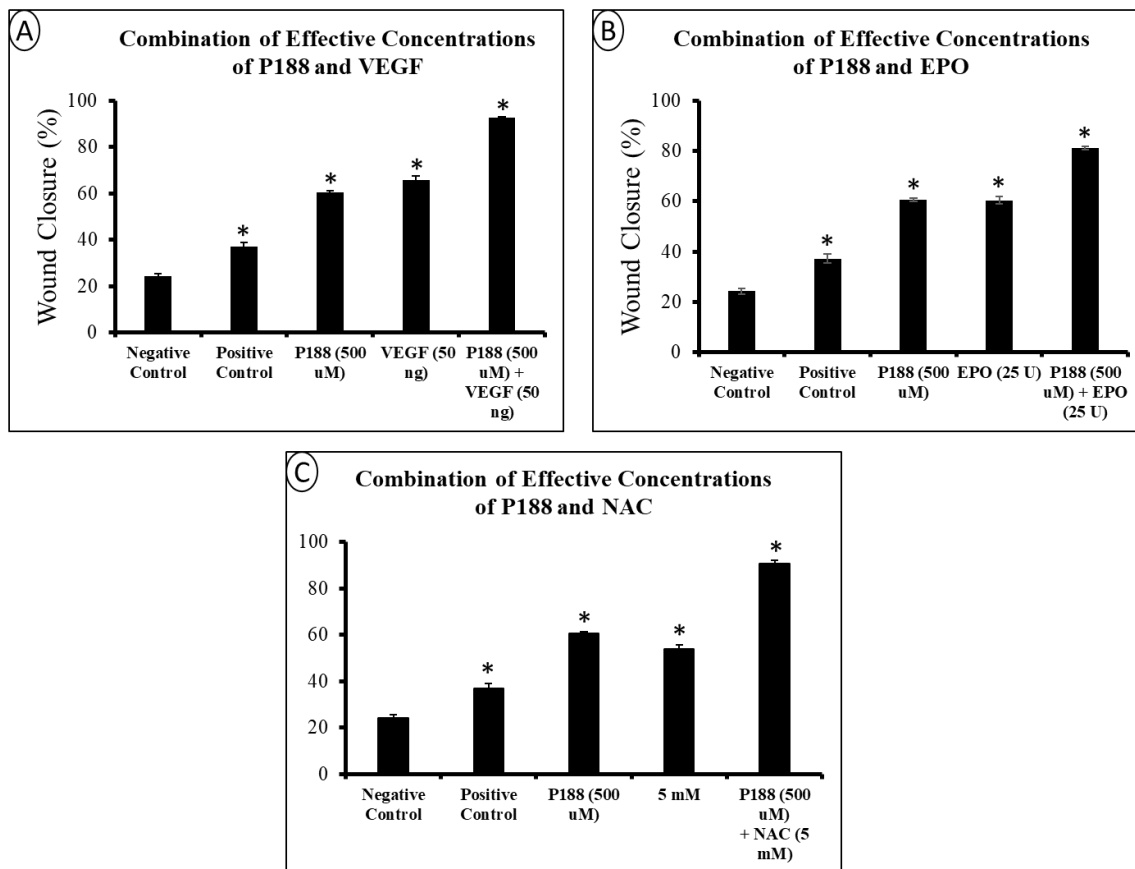 A
Combination of Effective Concentrations
of P188 and VEGF
Wound Closure (%)
100
80
60
40
20
0
*
*
*
*
Negative
Control
Positive
Control
P188 (500
uM)
VEGF (50
ng)
P188 (500
uM) +
VEGF (50
ng)
B
Combination of Effective Concentrations
of P188 and EPO
Wound Closure (%)
100
80
60
40
20
0
*
*
*
*
Negative
Control
Positive
Control
P188 (500
uM)
EPO (25 U)
P188 (500
uM) + EPO
(25 U)
C
Combination of Effective Concentrations
of P188 and NAC
100
80
60
40
20
0
*
*
*
*
Negative
Control
Positive
Control
P188 (500
uM)
5 mM
P188 (500
uM)
+ NAC (5
mM)